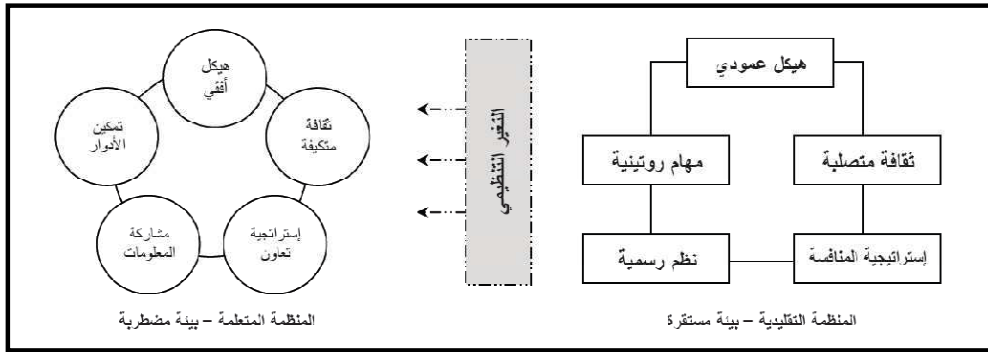 هيكل عمودي
ثقافة متصلبة
مهام روتينية
إستراتيجية المنافسة
نظم رسمية
المنظمة التقليدية – بيئة مستقرة
التغير التنظيمي
هيكل
أفقي
ثقافة
متكيفة
تمكين
الأدوار
إستراتجية
تعاون
مشاركة
المعلومات
المنظمة المتعلمة – بيئة مضطربة